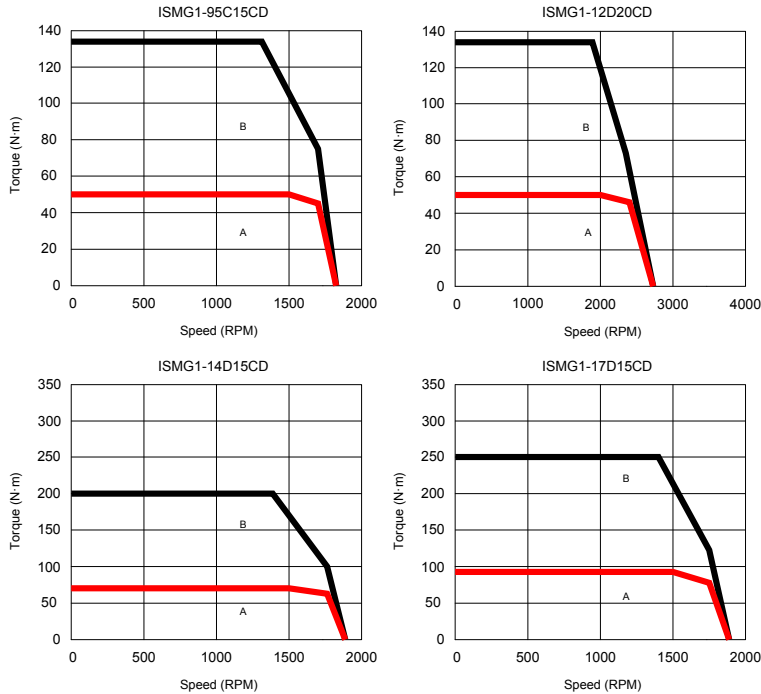 ISMG1-95C15CD
Torque (N·m)
140
120
100
80
60
40
20
0
B
A
0 500 1000 1500 2000
Speed (RPM)
ISMG1-12D20CD
Torque (N·m)
140
120
100
80
60
40
20
0
B
A
0 1000 2000 3000 4000
Speed (RPM)
ISMG1-14D15CD
Torque (N·m)
350
300
250
200
150
100
50
0
B
A
0 500 1000 1500 2000
Speed (RPM)
ISMG1-17D15CD
Torque (N·m)
350
300
250
200
150
100
50
0
B
A
0 500 1000 1500 2000
Speed (RPM)